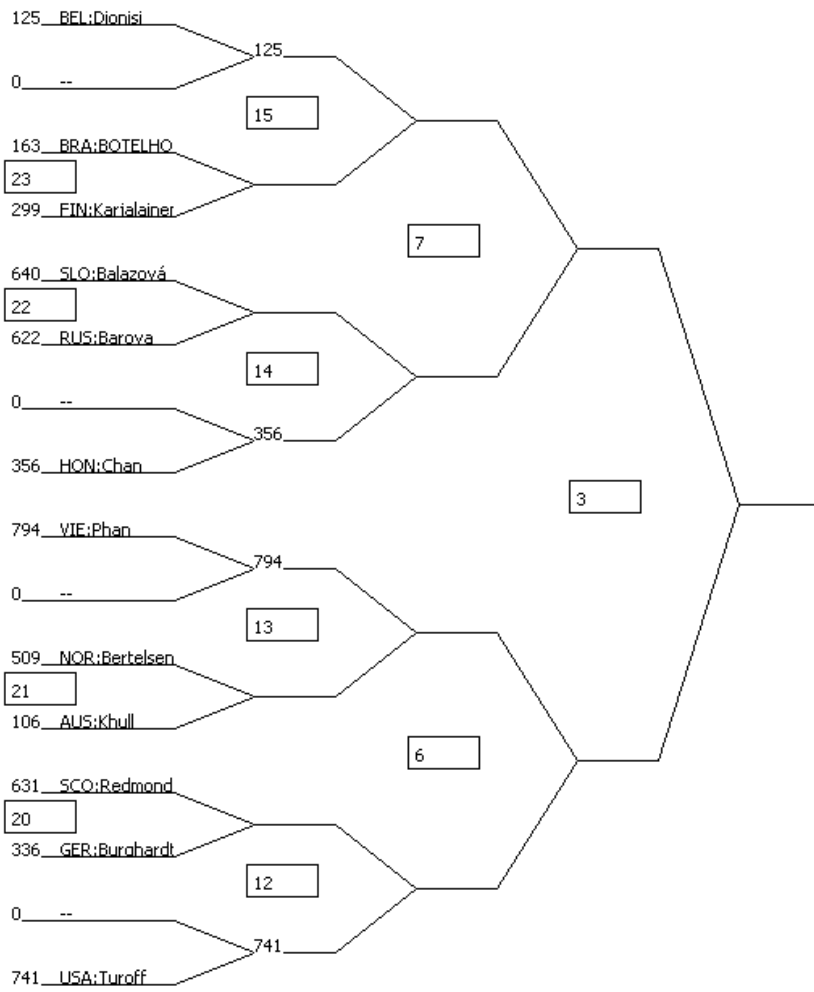 125 BEL:Dionisi
125
0 --
15
163 BRA:BOTELHO
23
299 FIN:Karjalainer
7
640 SLO:Balazová
22
622 RUS:Barova
14
0 --
356
356 HON:Chan
3
794 VIE:Phan
794
0 --
13
509 NOR:Bertelsen
21
106 AUS:Khull
6
631 SCO:Redmond
20
336 GER:Burghardt
12
0 --
741
741 USA:Turoff